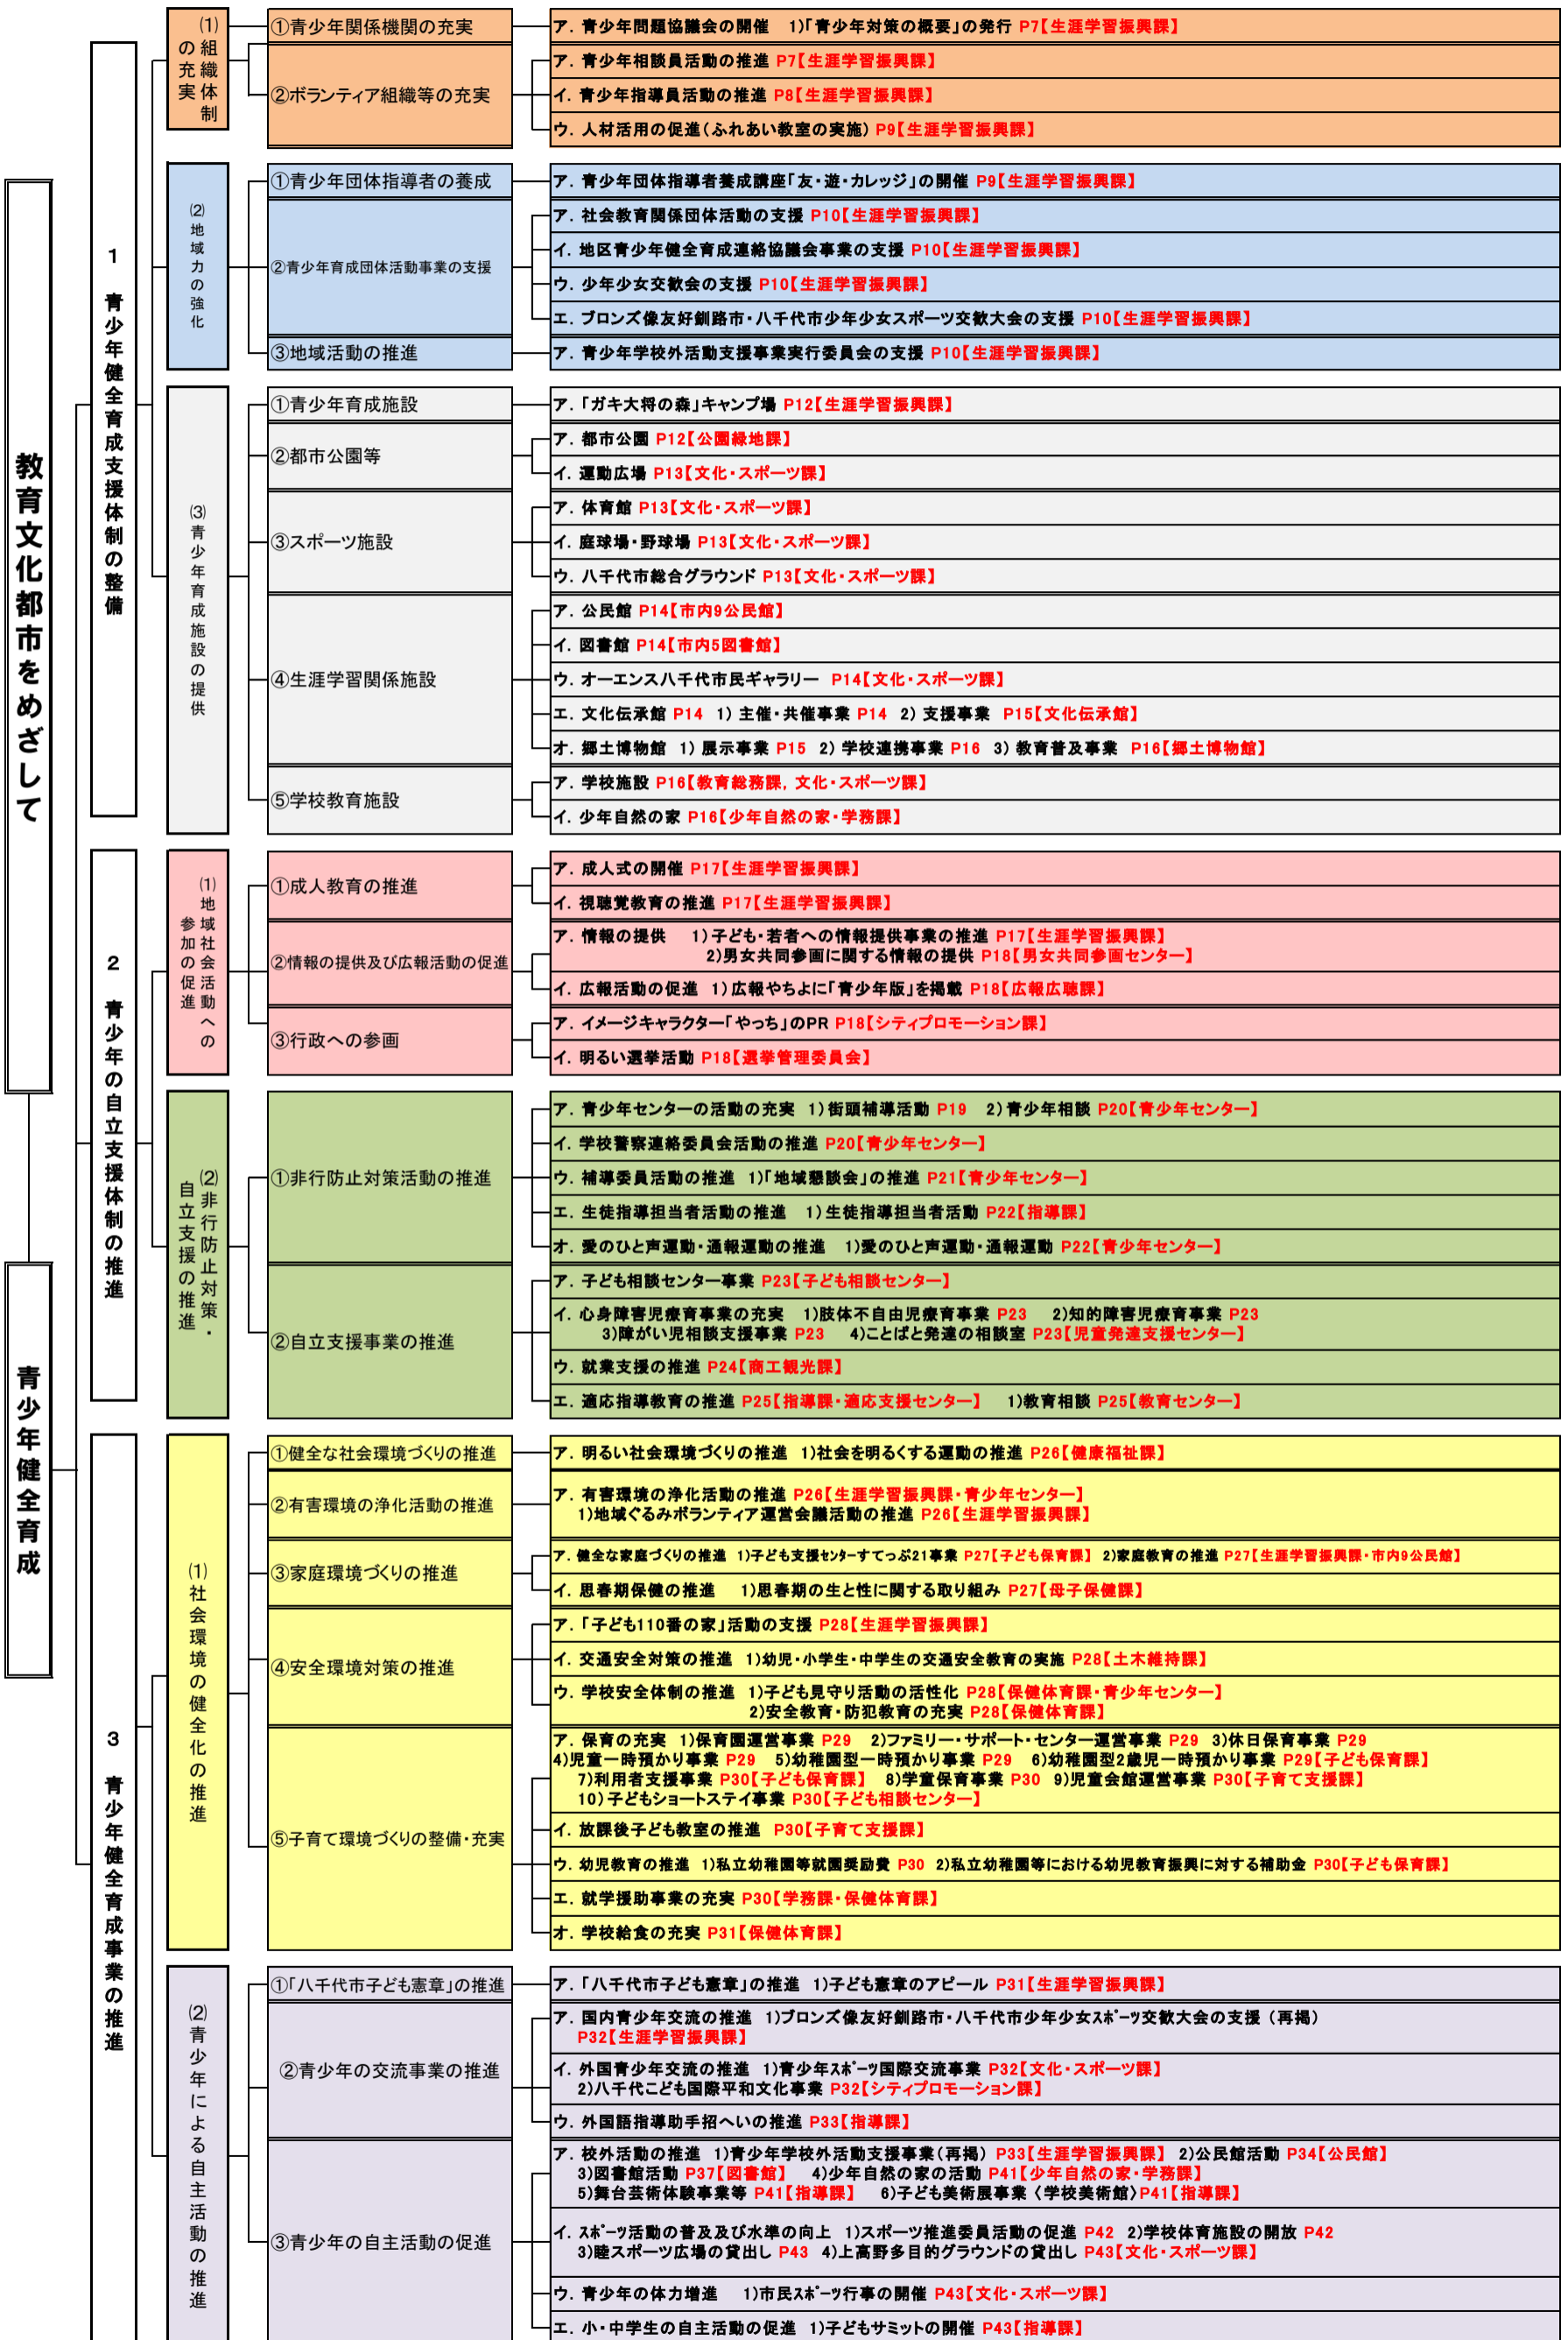 教育文化都市をめざして
青少年健全育成
1 青少年健全育成支援体制の整備
(1)組織体制
の充実
①青少年関係機関の充実
ア. 青少年問題協議会の開催 1)「青少年対策の概要」の発行 P7【生涯学習振興課】
②ボランティア組織等の充実
ア. 青少年相談員活動の推進 P7【生涯学習振興課】
イ. 青少年指導員活動の推進 P8【生涯学習振興課】
ウ. 人材活用の促進(ふれあい教室の実施) P9【生涯学習振興課】
(2)地域力の強化
①青少年団体指導者の養成
ア. 青少年団体指導者養成講座「友・遊・カレッジ」の開催 P9【生涯学習振興課】
②青少年育成団体活動事業の支援
ア. 社会教育関係団体活動の支援 P10【生涯学習振興課】
イ. 地区青少年健全育成連絡協議会事業の支援 P10【生涯学習振興課】
ウ. 少年少女交歓会の支援 P10【生涯学習振興課】
エ. ブロンズ像友好釧路市・八千代市少年少女スポーツ交歓大会の支援 P10【生涯学習振興課】
③地域活動の推進
ア. 青少年学校外活動支援事業実行委員会の支援 P10【生涯学習振興課】
(3)青少年育成施設の提供
①青少年育成施設
ア. 「ガキ大将の森」キャンプ場 P12【生涯学習振興課】
②都市公園等
ア. 都市公園 P12【公園緑地課】
イ. 運動広場 P13【文化・スポーツ課】
③スポーツ施設
ア. 体育館 P13【文化・スポーツ課】
イ. 庭球場・野球場 P13【文化・スポーツ課】
ウ. 八千代市総合グラウンド P13【文化・スポーツ課】
④生涯学習関係施設
ア. 公民館 P14【市内9公民館】
イ. 図書館 P14【市内5図書館】
ウ. オーエンス八千代市民ギャラリー P14【文化・スポーツ課】
エ. 文化伝承館 P14 1) 主催・共催事業 P14 2) 支援事業 P15【文化伝承館】
オ. 郷土博物館 1) 展示事業 P15 2) 学校連携事業 P16 3) 教育普及事業 P16【郷土博物館】
⑤学校教育施設
ア. 学校施設 P16【教育総務課, 文化・スポーツ課】
イ. 少年自然の家 P16【少年自然の家・学務課】
2 青少年の自立支援体制の推進
(1)地域社会活動への
参加の促進
①成人教育の推進
ア. 成人式の開催 P17【生涯学習振興課】
イ. 視聴覚教育の推進 P17【生涯学習振興課】
②情報の提供及び広報活動の促進
ア. 情報の提供 1)子ども・若者への情報提供事業の推進 P17【生涯学習振興課】
2)男女共同参画に関する情報の提供 P18【男女共同参画センター】
イ. 広報活動の促進 1)広報やちよに「青少年版」を掲載 P18【広報広聴課】
③行政への参画
ア. イメージキャラクター「やっち」のPR P18【シティプロモーション課】
イ. 明るい選挙活動 P18【選挙管理委員会】
(2)非行防止対策・
自立支援の推進
①非行防止対策活動の推進
ア. 青少年センターの活動の充実 1)街頭補導活動 P19 2)青少年相談 P20【青少年センター】
イ. 学校警察連絡委員会活動の推進 P20【青少年センター】
ウ. 補導委員活動の推進 1)「地域懇談会」の推進 P21【青少年センター】
エ. 生徒指導担当者活動の推進 1)生徒指導担当者活動 P22【指導課】
オ. 愛のひと声運動・通報運動の推進 1)愛のひと声運動・通報運動 P22【青少年センター】
②自立支援事業の推進
ア. 子ども相談センター事業 P23【子ども相談センター】
イ. 心身障害児療育事業の充実 1)肢体不自由児療育事業 P23 2)知的障害児療育事業 P23
3)障がい児相談支援事業 P23 4)ことばと発達の相談室 P23【児童発達支援センター】
ウ. 就業支援の推進 P24【商工観光課】
エ. 適応指導教育の推進 P25【指導課・適応支援センター】 1)教育相談 P25【教育センター】
3 青少年健全育成事業の推進
(1)社会環境の健全化の推進
①健全な社会環境づくりの推進
ア. 明るい社会環境づくりの推進 1)社会を明るくする運動の推進 P26【健康福祉課】
②有害環境の浄化活動の推進
ア. 有害環境の浄化活動の推進 P26【生涯学習振興課・青少年センター】
1)地域ぐるみボランティア運営会議活動の推進 P26【生涯学習振興課】
③家庭環境づくりの推進
ア. 健全な家庭づくりの推進 1)子ども支援ｾﾝﾀｰすてっぷ21事業 P27【子ども保育課】 2)家庭教育の推進 P27【生涯学習振興課・市内9公民館】
イ. 思春期保健の推進 1)思春期の生と性に関する取り組み P27【母子保健課】
④安全環境対策の推進
ア. 「子ども110番の家」活動の支援 P28【生涯学習振興課】
イ. 交通安全対策の推進 1)幼児・小学生・中学生の交通安全教育の実施 P28【土木維持課】
ウ. 学校安全体制の推進 1)子ども見守り活動の活性化 P28【保健体育課・青少年センター】
2)安全教育・防犯教育の充実 P28【保健体育課】
⑤子育て環境づくりの整備・充実
ア. 保育の充実 1)保育園運営事業 P29 2)ファミリー・サポート・センター運営事業 P29 3)休日保育事業 P29
4)児童一時預かり事業 P29 5)幼稚園型一時預かり事業 P29 6)幼稚園型2歳児一時預かり事業 P29【子ども保育課】
7)利用者支援事業 P30【子ども保育課】 8)学童保育事業 P30 9)児童会館運営事業 P30【子育て支援課】
10)子どもショートステイ事業 P30【子ども相談センター】
イ. 放課後子ども教室の推進 P30【子育て支援課】
ウ. 幼児教育の推進 1)私立幼稚園等就園奨励費 P30 2)私立幼稚園等における幼児教育振興に対する補助金 P30【子ども保育課】
エ. 就学援助事業の充実 P30【学務課・保健体育課】
オ. 学校給食の充実 P31【保健体育課】
(2)青少年による自主活動の推進
①「八千代市子ども憲章」の推進
ア. 「八千代市子ども憲章」の推進 1)子ども憲章のアピール P31【生涯学習振興課】
②青少年の交流事業の推進
ア. 国内青少年交流の推進 1)ブロンズ像友好釧路市・八千代市少年少女ｽﾎﾟｰﾂ交歓大会の支援 (再掲)
P32【生涯学習振興課】
イ. 外国青少年交流の推進 1)青少年ｽﾎﾟｰﾂ国際交流事業 P32【文化・スポーツ課】
2)八千代こども国際平和文化事業 P32【シティプロモーション課】
ウ. 外国語指導助手招へいの推進 P33【指導課】
③青少年の自主活動の促進
ア. 校外活動の推進 1)青少年学校外活動支援事業(再掲) P33【生涯学習振興課】 2)公民館活動 P34【公民館】
3)図書館活動 P37【図書館】 4)少年自然の家の活動 P41【少年自然の家・学務課】
5)舞台芸術体験事業等 P41【指導課】 6)子ども美術展事業〈学校美術館〉P41【指導課】
イ. ｽﾎﾟｰﾂ活動の普及及び水準の向上 1)スポーツ推進委員活動の促進 P42 2)学校体育施設の開放 P42
3)睦スポーツ広場の貸出し P43 4)上高野多目的グラウンドの貸出し P43【文化・スポーツ課】
ウ. 青少年の体力増進 1)市民ｽﾎﾟｰﾂ行事の開催 P43【文化・スポーツ課】
エ. 小・中学生の自主活動の促進 1)子どもサミットの開催 P43【指導課】